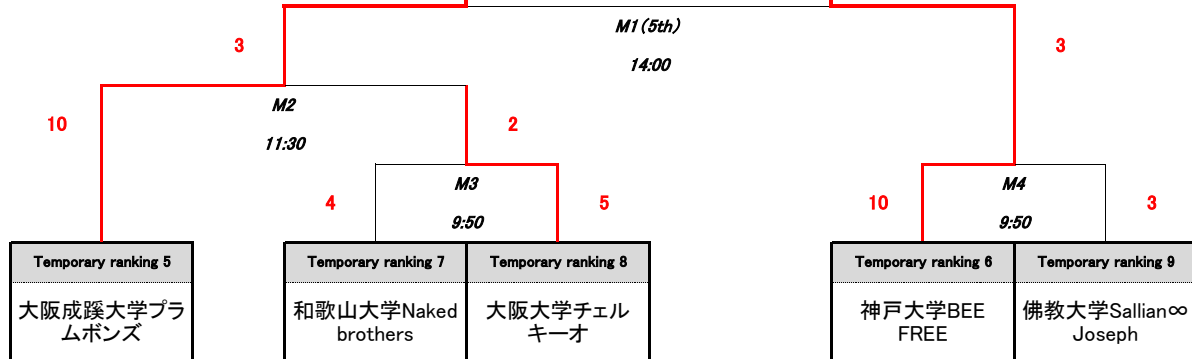 M1(5th)
3
3
14:00
M2
10
2
11:30
M3
M4
4
5
10
3
9:50
9:50
Temporary ranking 5
Temporary ranking 7
Temporary ranking 8
Temporary ranking 6
Temporary ranking 9
大阪成蹊大学プラ
ムボンズ
和歌山大学Naked
brothers
大阪大学チェル
キーオ
神戸大学BEE
FREE
佛教大学Sallian∞
Joseph